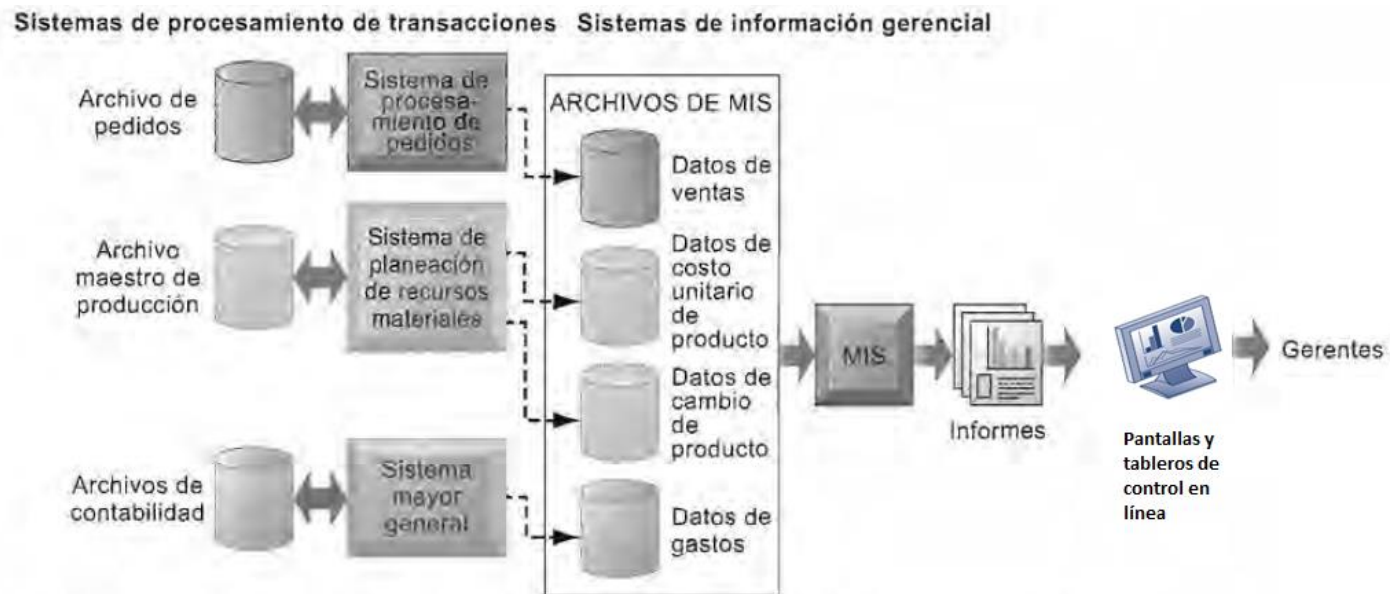 Sistemas de procesamiento de transacciones
Sistemas de información gerencial
Archivo de
pedidos
Sistema de
procesa-
miento de
pedidos
ARCHIVOS DE MIS
Datos de
ventas
Archivo
maestro de
producción
Sistema de
planeación
de recursos
materiales
Datos de
costo
unitario
de
producto
Datos de
cambio
de
producto
MIS
Informes
Pantallas y
tableros de
control en
línea
Gerentes
Archivos de
contabilidad
Sistema
mayor
general
Datos de
gastos